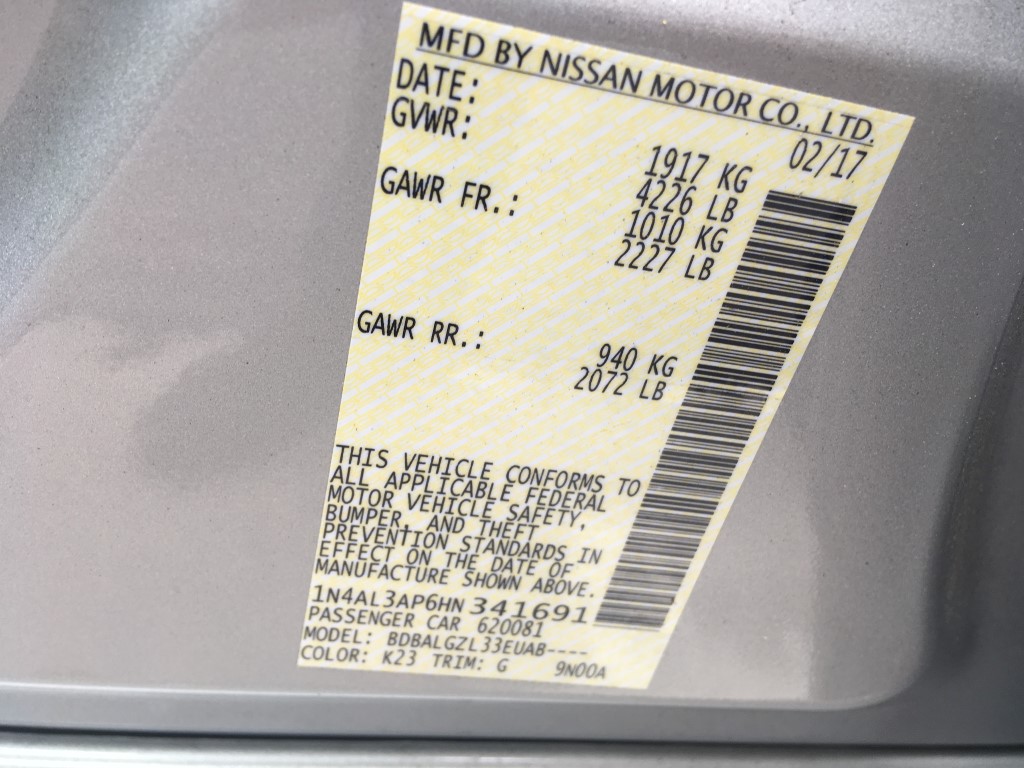 MFD BY NISSAN MOTOR CO., LTD.
DATE: 02/17
GVWR: 1917 KG
4226 LB
GAWR FR.: 1010 KG
2227 LB
GAWR RR.: 940 KG
2072 LB
THIS VEHICLE CONFORMS TO
ALL APPLICABLE FEDERAL
MOTOR VEHICLE SAFETY,
BUMPER, AND THEFT
PREVENTION STANDARDS IN
EFFECT ON THE DATE OF
MANUFACTURE SHOWN ABOVE.
1N4AL3AP6HN341691
PASSENGER CAR 620081
MODEL: BDBALGZL33EUAB----
COLOR: K23 TRIM: G 9N00A